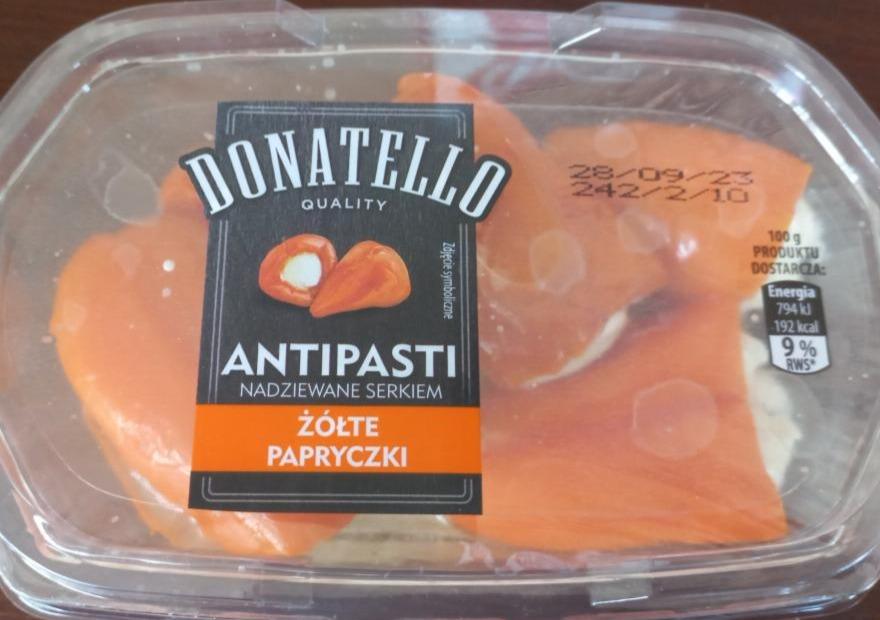 DONATELLO
QUALITY
Zdjęcie symboliczne
ANTIPASTI
NADZIEWANE SERKIEM
ŻÓŁTE
PAPRYCZKI
28/09/23
242/2/10
100 g
PRODUKTU
DOSTARCZA:
Energia
794 kJ
192 kcal
9 %
RWS*